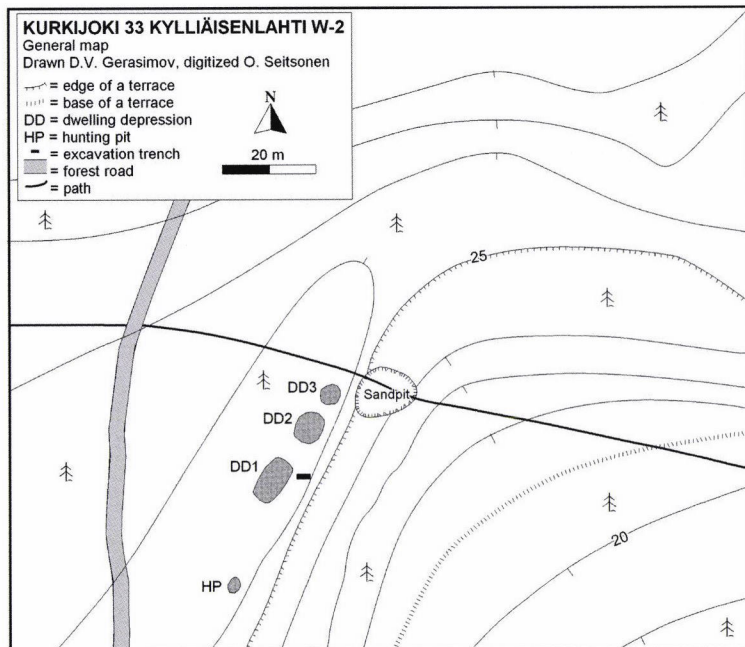 KURKIJOKI 33 KYLLIÄISENLAHTI W-2
General map
Drawn D.V. Gerasimov, digitized O. Seitsonen
= edge of a terrace
= base of a terrace
DD = dwelling depression
HP = hunting pit
= excavation trench
= forest road
= path
N
20 m
25
DD3
Sandpit
DD2
DD1
20
HP